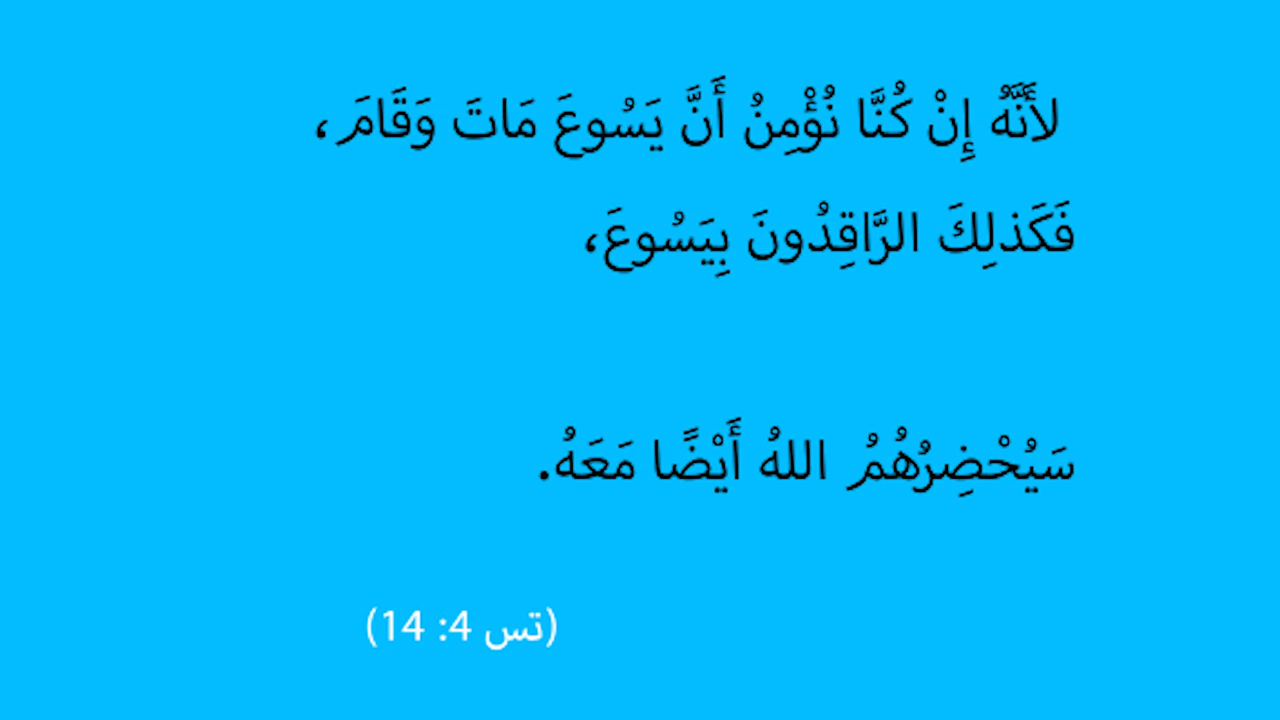 لأَنَّهُ إِنْ كُنَّا نُؤْمِنُ أَنَّ يَسُوعَ مَاتَ وَقَامَ،
فَكَذلِكَ الرَّاقِدُونَ بِيَسُوعَ،
سَيُحْضِرُهُمُ اللهُ أَيْضًا مَعَهُ.
(تس 4: 14)